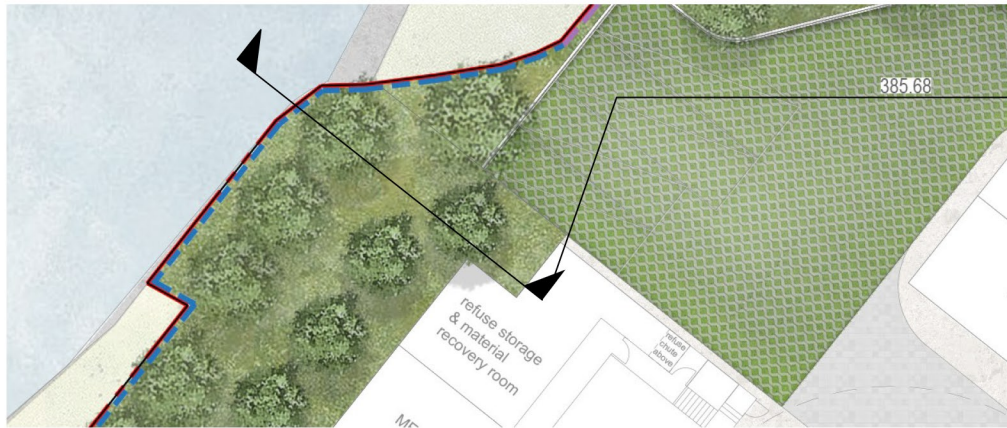 385.68
refuse storage
& material
recovery room
refuse
chute
above